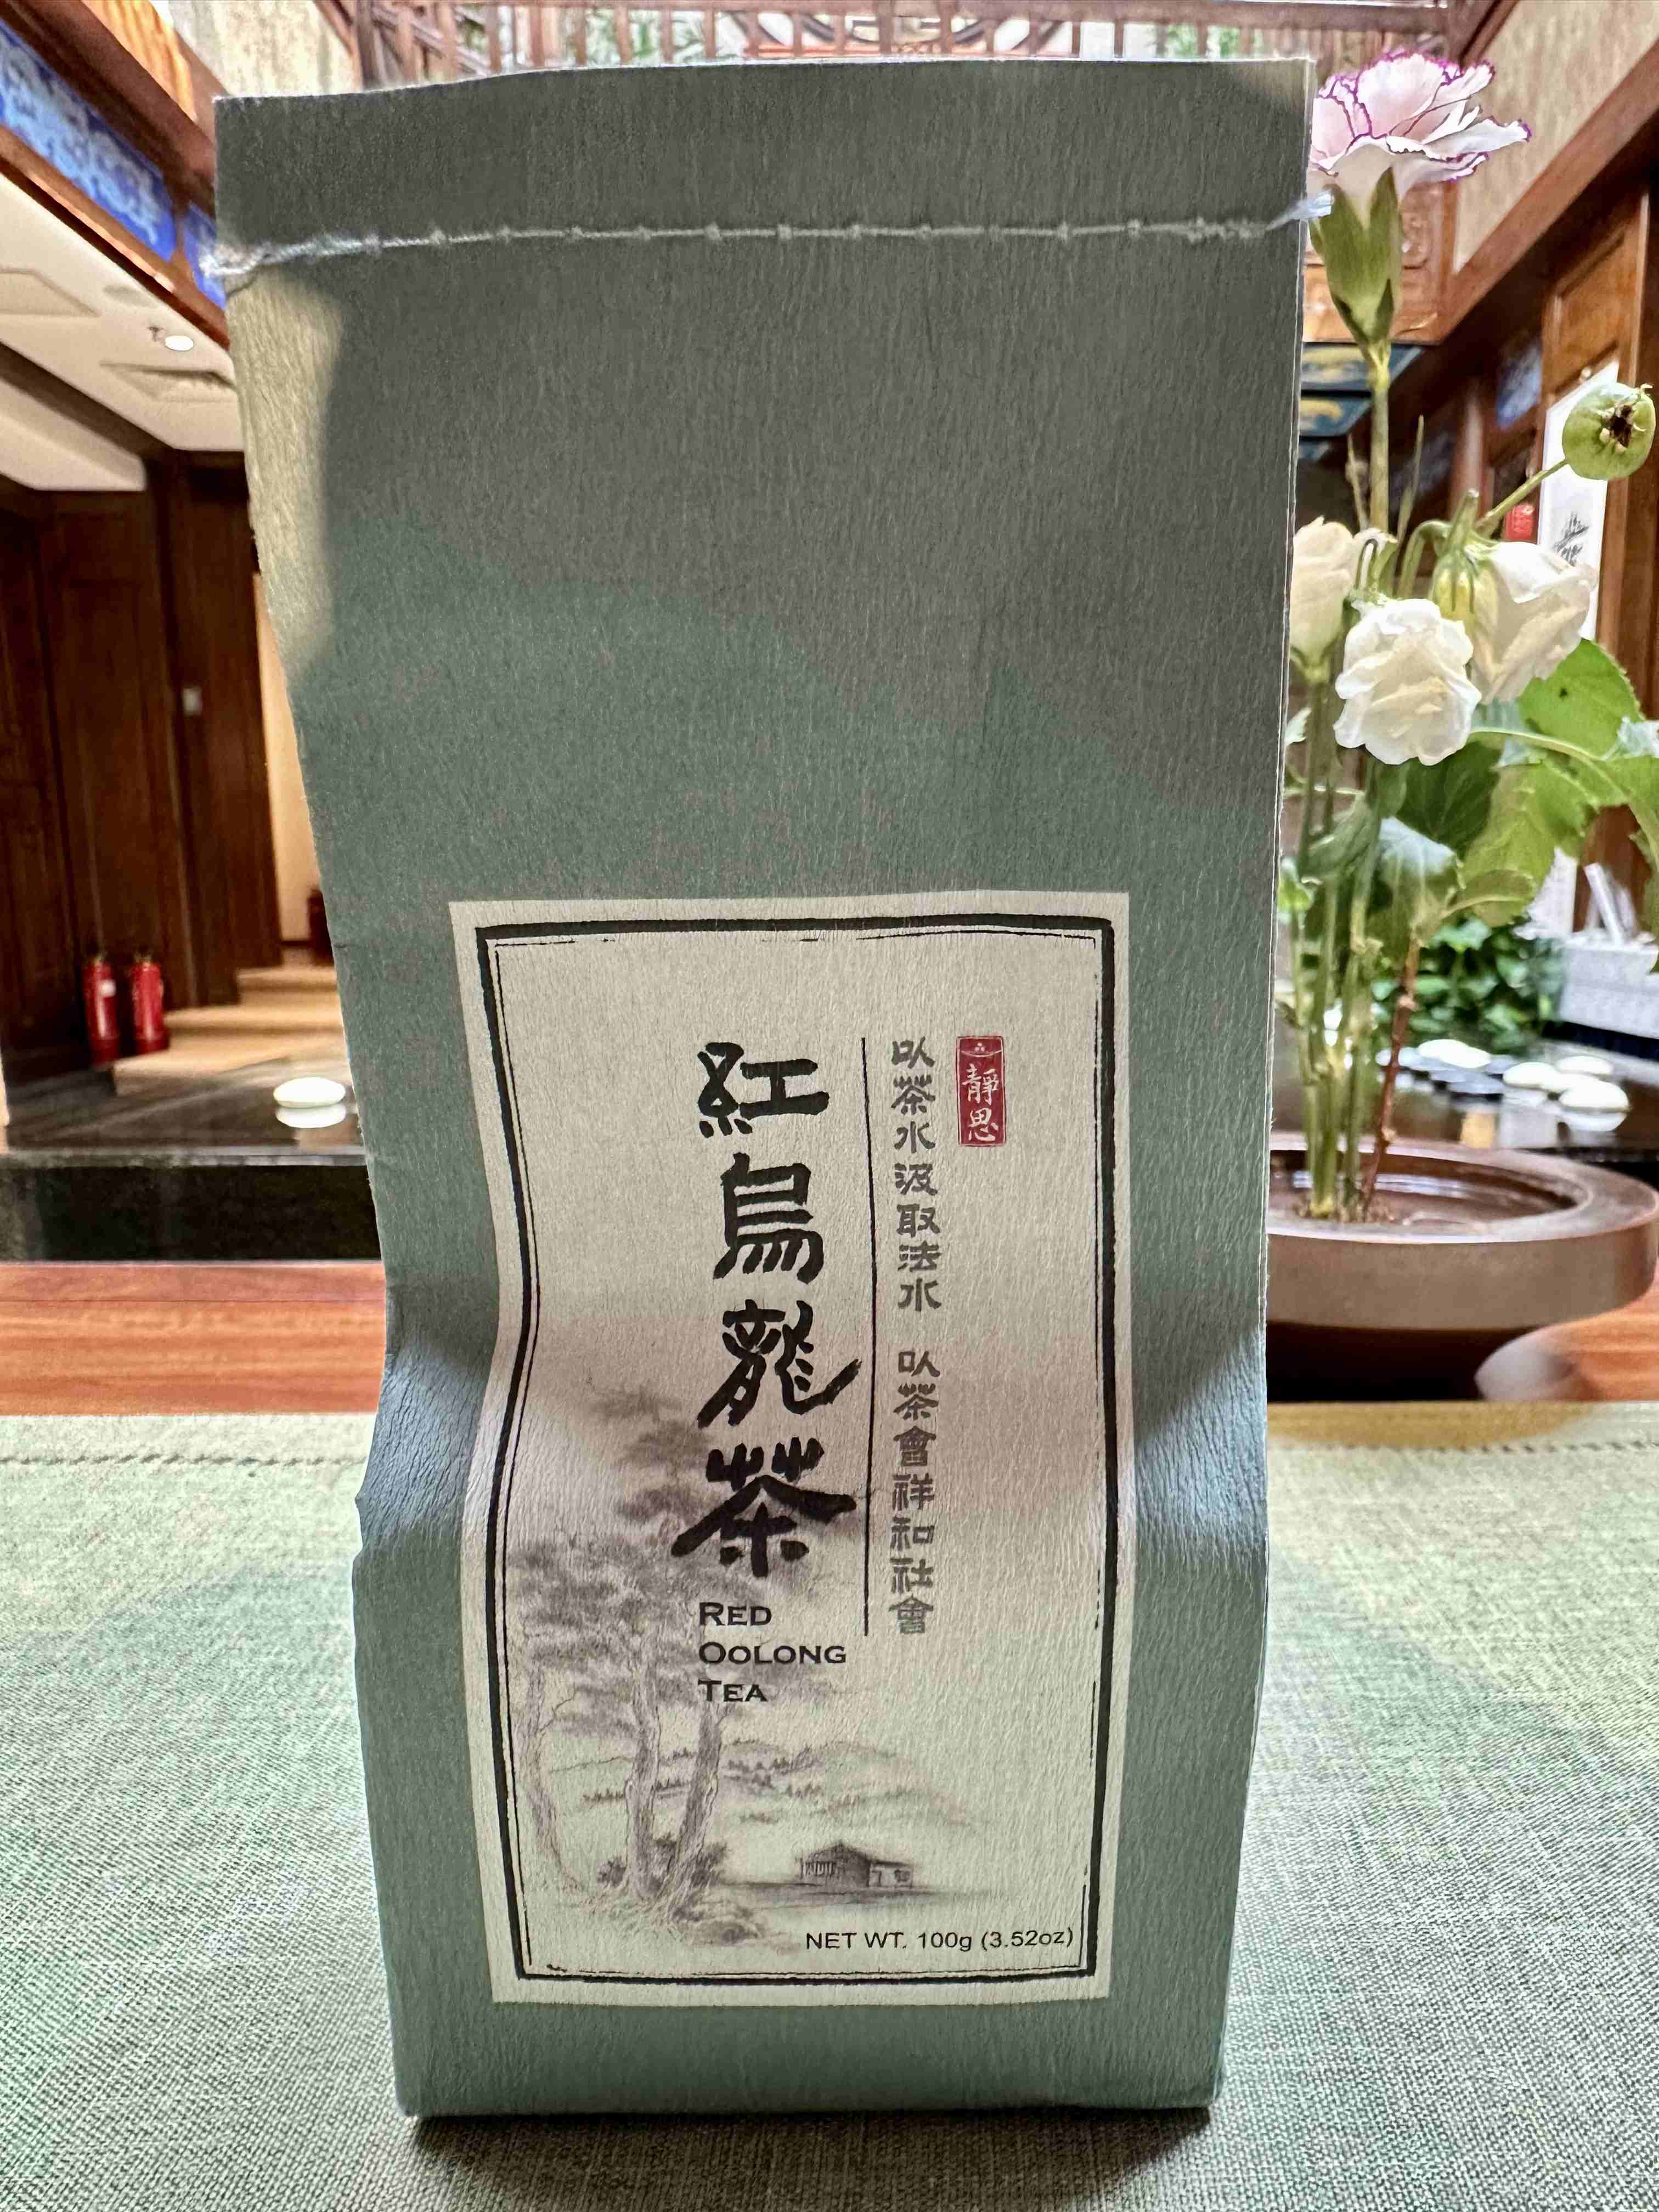 靜思
以茶水汲取法水 以茶會祥和社會
紅烏龍茶
RED
OOLONG
TEA
NET WT. 100g (3.52oz)